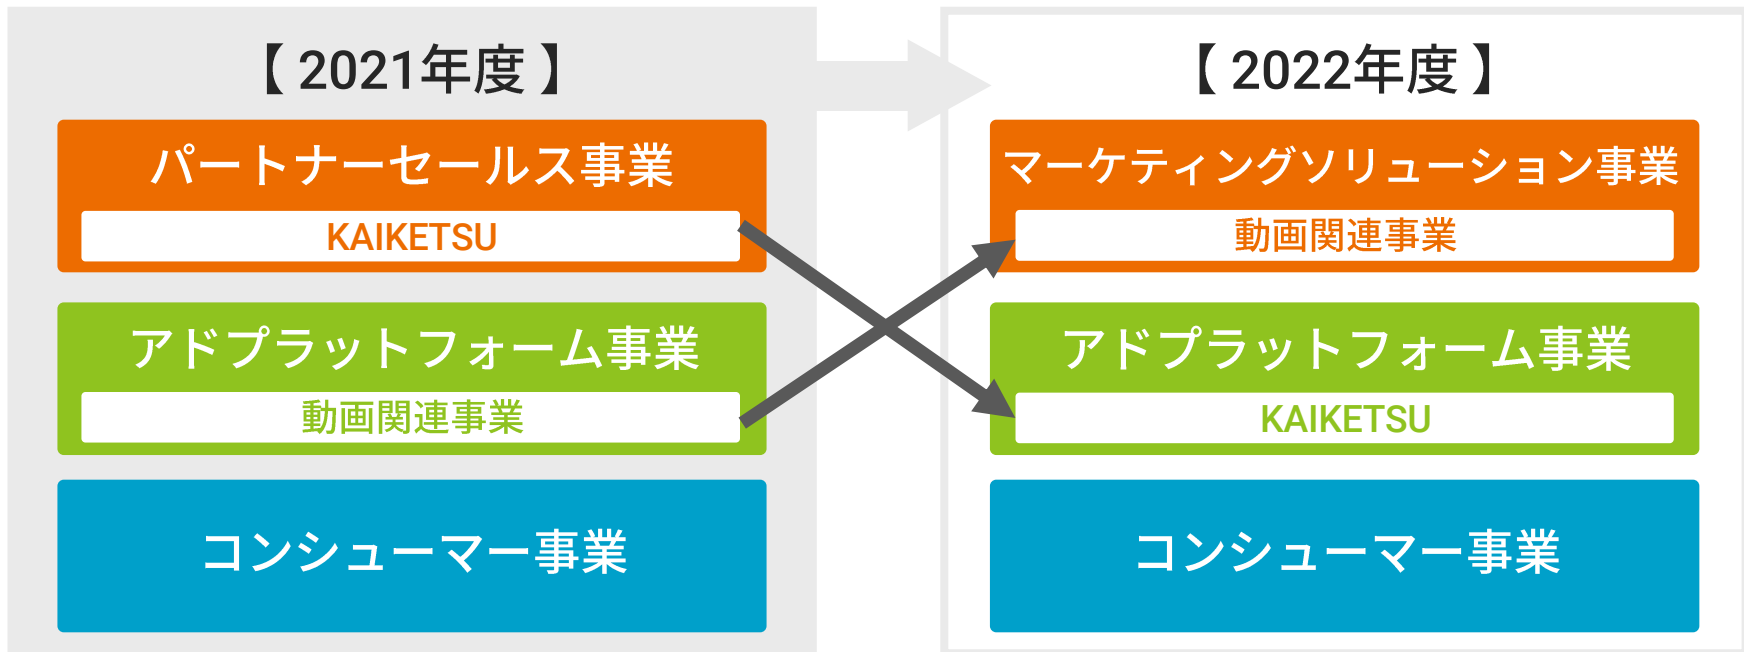 【 2021年度 】
パートナーセールス事業
KAIKETSU
アドプラットフォーム事業
動画関連事業
コンシューマー事業
【 2022年度 】
マーケティングソリューション事業
動画関連事業
アドプラットフォーム事業
KAIKETSU
コンシューマー事業